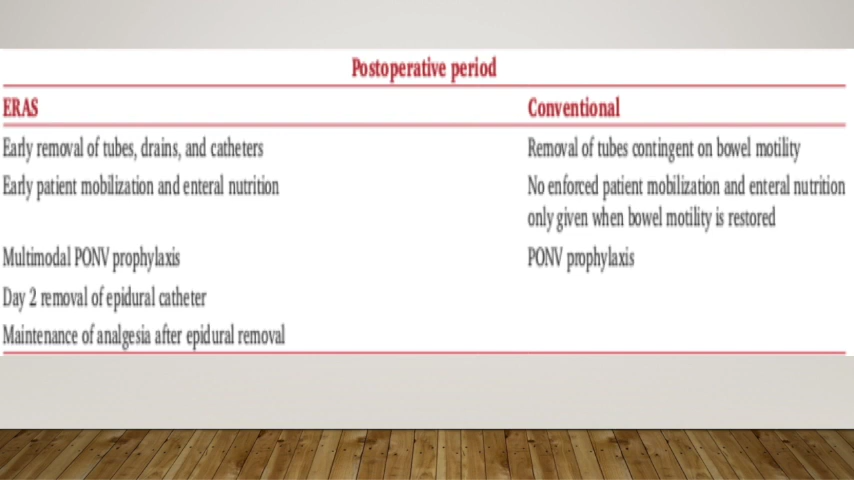 Postoperative period
ERAS Conventional
Early removal of tubes, drains, and catheters Removal of tubes contingent on bowel motility
Early patient mobilization and enteral nutrition No enforced patient mobilization and enteral nutrition
only given when bowel motility is restored
Multimodal PONV prophylaxis PONV prophylaxis
Day 2 removal of epidural catheter
Maintenance of analgesia after epidural removal